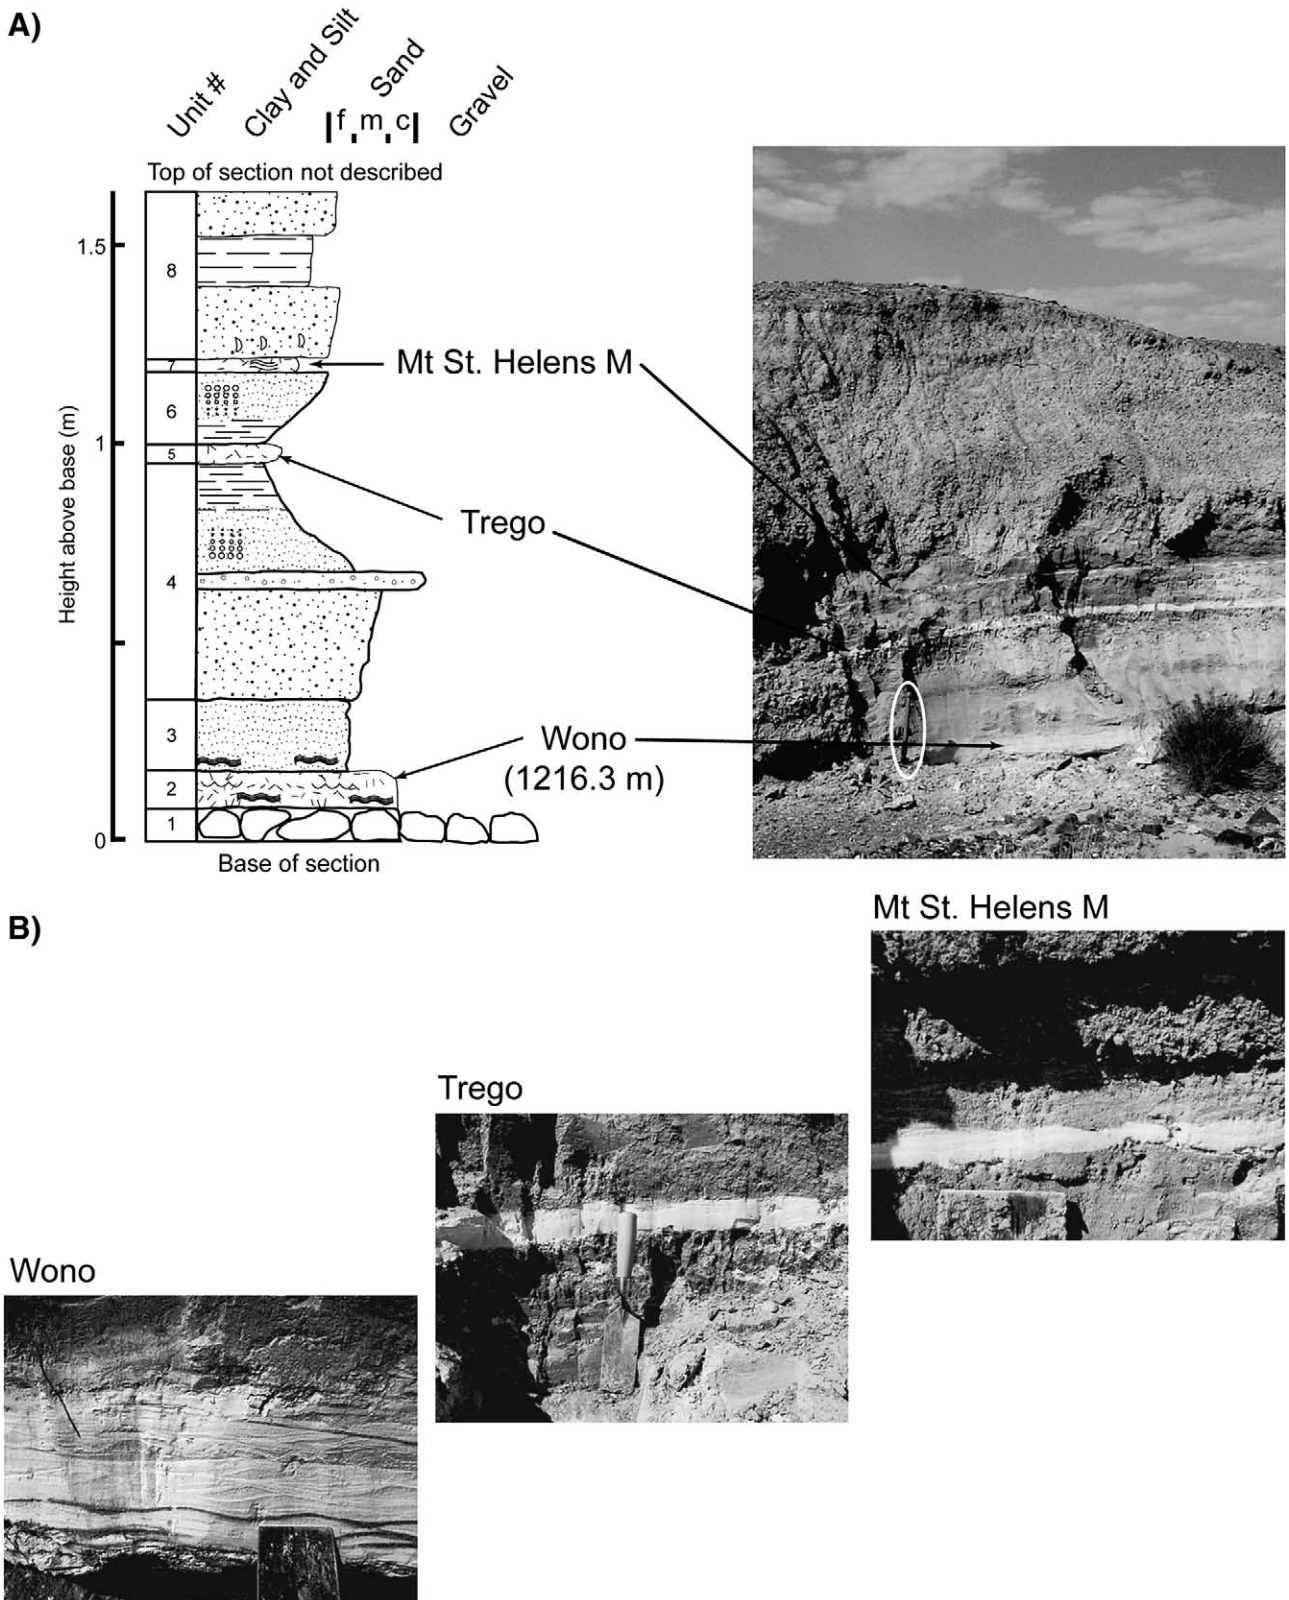 A)
Unit #
Clay and Silt
Sand
Gravel
f m c
Top of section not described
Height above base (m)
1.5
1
0
8
7
6
5
4
3
2
1
Mt St. Helens M
Trego
Wono
(1216.3 m)
Base of section
B)
Mt St. Helens M
Trego
Wono